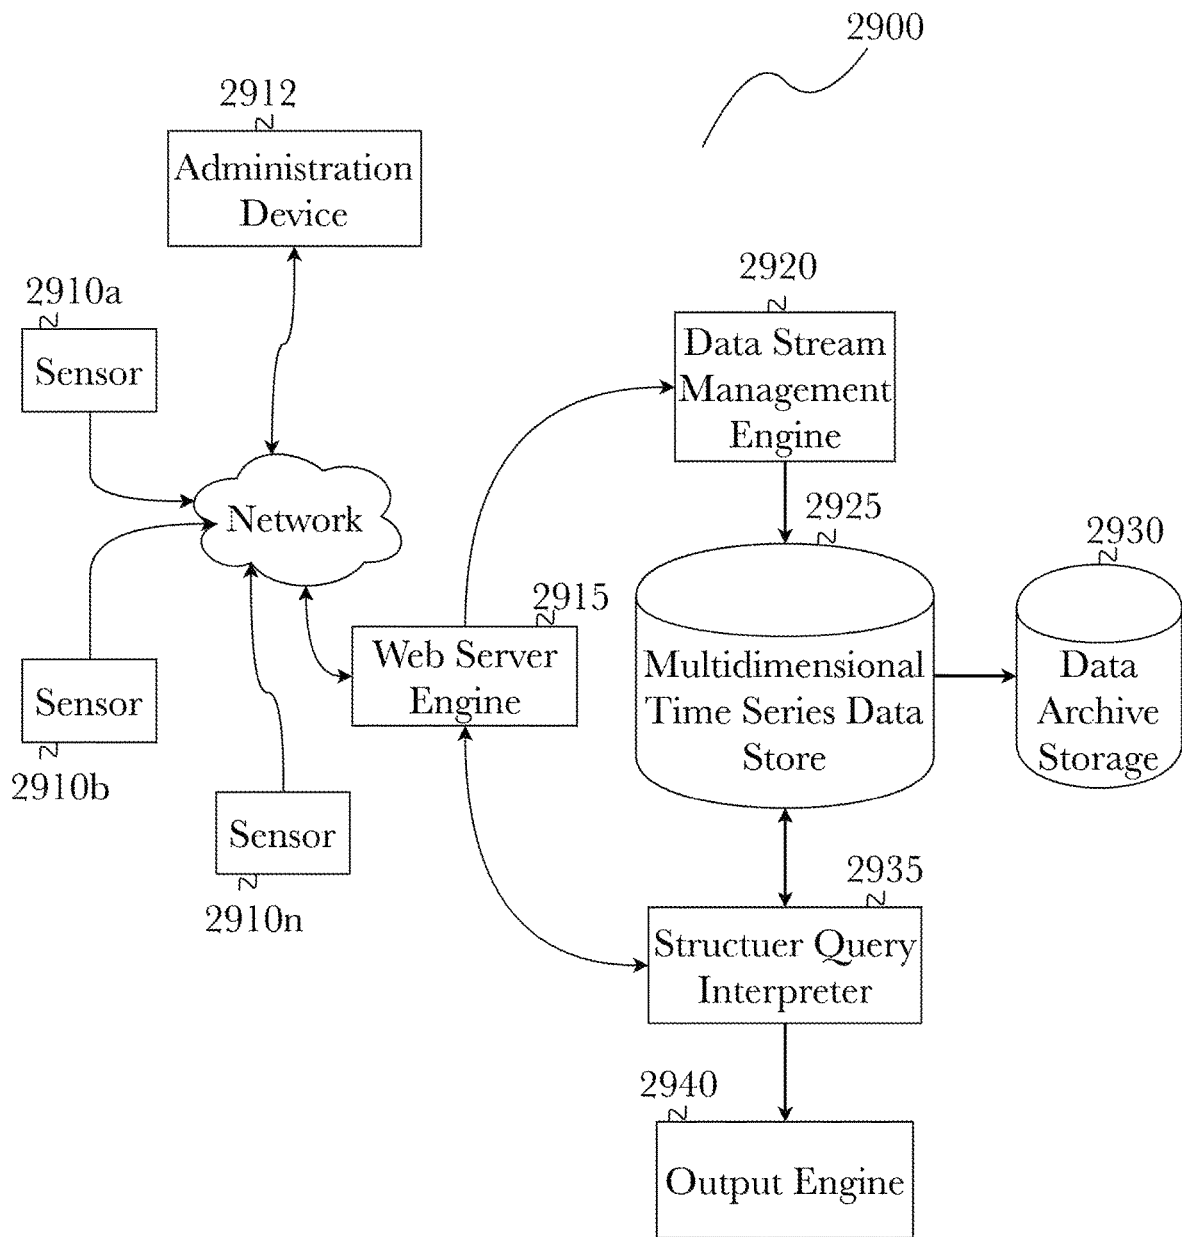 2900
2912
Administration
Device
2910a
Sensor
2920
Data Stream
Management
Engine
Network
2925
2930
2915
Web Server
Engine
Multidimensional
Time Series Data
Store
Data
Archive
Storage
Sensor
2910b
Sensor
2910n
2935
Structuer Query
Interpreter
2940
Output Engine